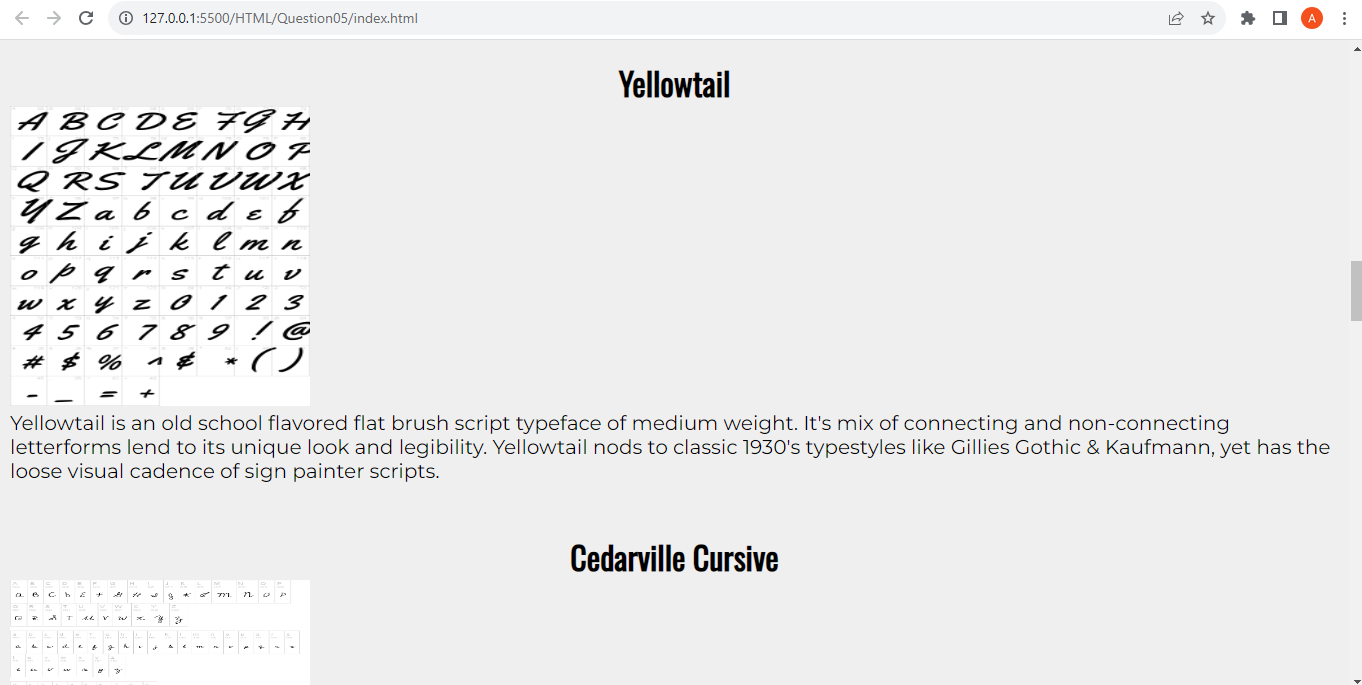 127.0.0.1:5500/HTML/Question05/index.html
A
Yellowtail
A B C D E F G H
I J K L M N O P
Q R S T U V W X
Y Z a b c d e f
g h i j k l m n
o p q r s t u v
w x y z 0 1 2 3
4 5 6 7 8 9 ! @
# $ % ^ & * ( )
- _ = +
Yellowtail is an old school flavored flat brush script typeface of medium weight. It's mix of connecting and non-connecting
letterforms lend to its unique look and legibility. Yellowtail nods to classic 1930's typestyles like Gillies Gothic & Kaufmann, yet has the
loose visual cadence of sign painter scripts.
Cedarville Cursive